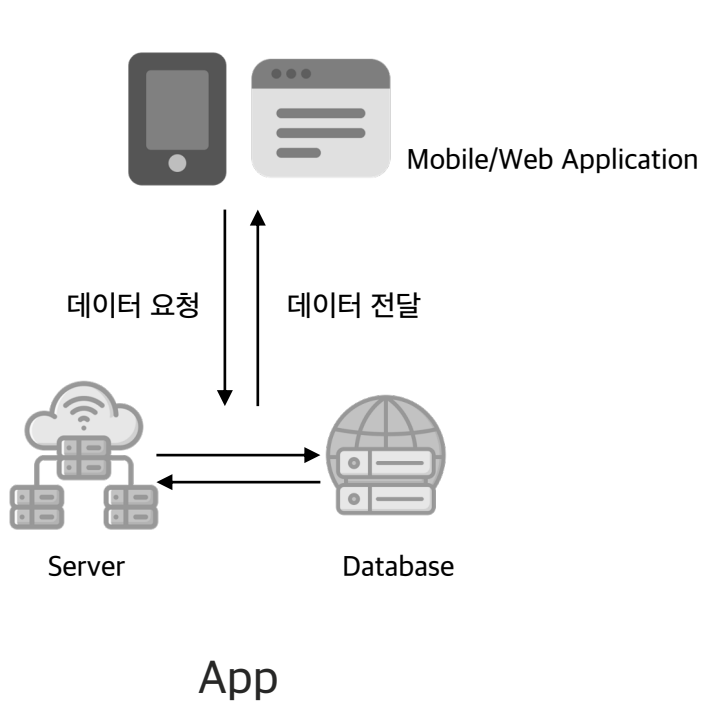 Mobile/Web Application
데이터 요청
데이터 전달
Server
Database
App